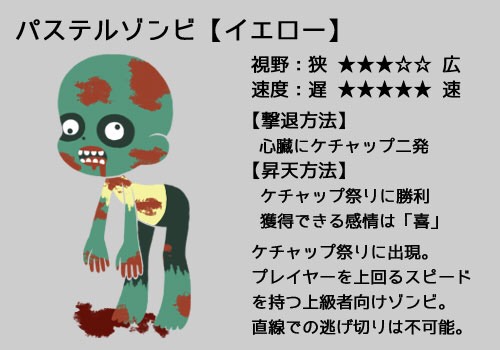 パステルゾンビ【イエロー】
視野:狭 ★★★☆☆ 広
速度:遅 ★★★★★ 速
【撃退方法】
心臓にケチャップ二発
【昇天方法】
ケチャップ祭りに勝利
獲得できる感情は「喜」
ケチャップ祭りに出現。
プレイヤーを上回るスピード
を持つ上級者向けゾンビ。
直線での逃げ切りは不可能。